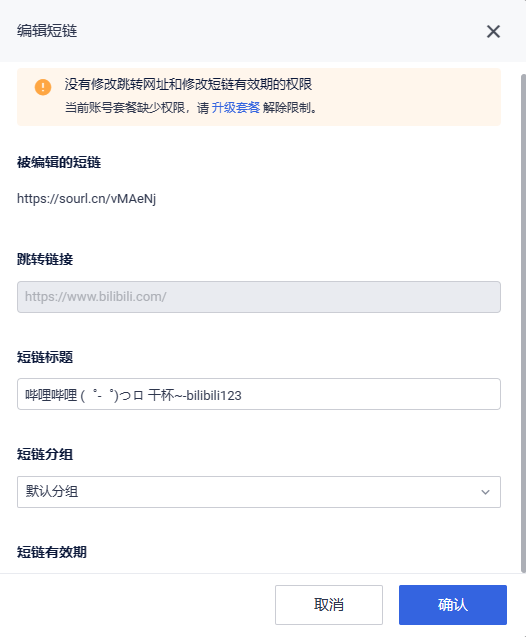 编辑短链
没有修改跳转网址和修改短链有效期的权限
当前账号套餐缺少权限，请 升级套餐 解除限制。
被编辑的短链
https://sourl.cn/vMAeNj
跳转链接
https://www.bilibili.com/
短链标题
哔哩哔哩 (゜-゜)つロ 干杯~-bilibili123
短链分组
默认分组
短链有效期
取消
确认